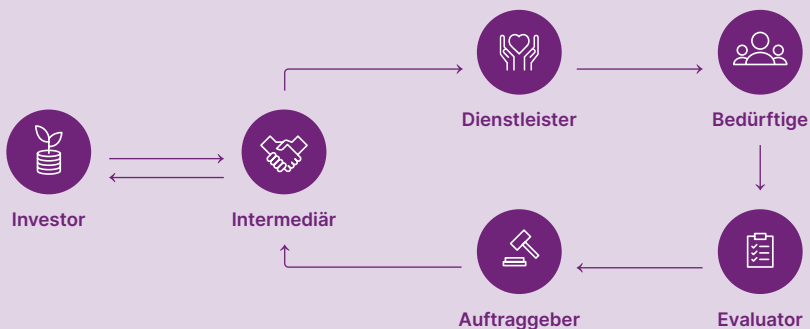 Dienstleister
Bedürftige
Investor
Intermediär
Auftraggeber
Evaluator